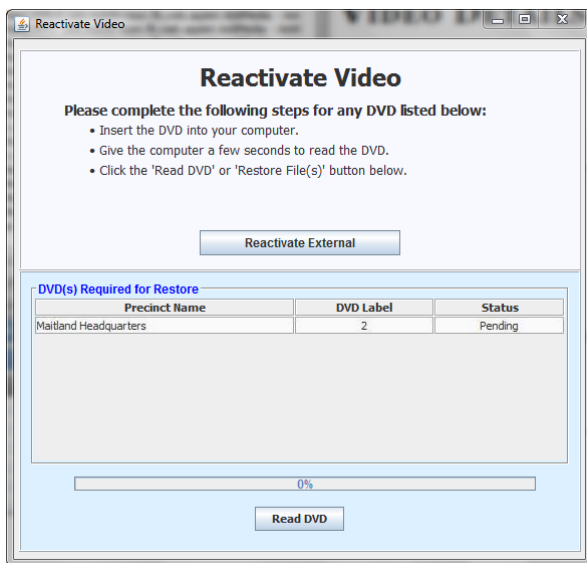 Reactivate Video
VIDEO DETAILS
Reactivate Video
Please complete the following steps for any DVD listed below:
• Insert the DVD into your computer.
• Give the computer a few seconds to read the DVD.
• Click the 'Read DVD' or 'Restore File(s)' button below.
Reactivate External
DVD(s) Required for Restore
Precinct Name DVD Label Status
Maitland Headquarters 2 Pending
0%
Read DVD